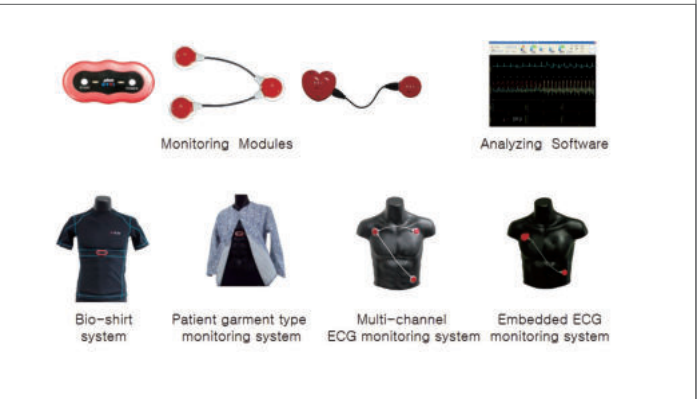 Monitoring Modules
Analyzing Software
Bio-shirt
system
Patient garment type
monitoring system
Multi-channel
ECG monitoring system
Embedded ECG
monitoring system